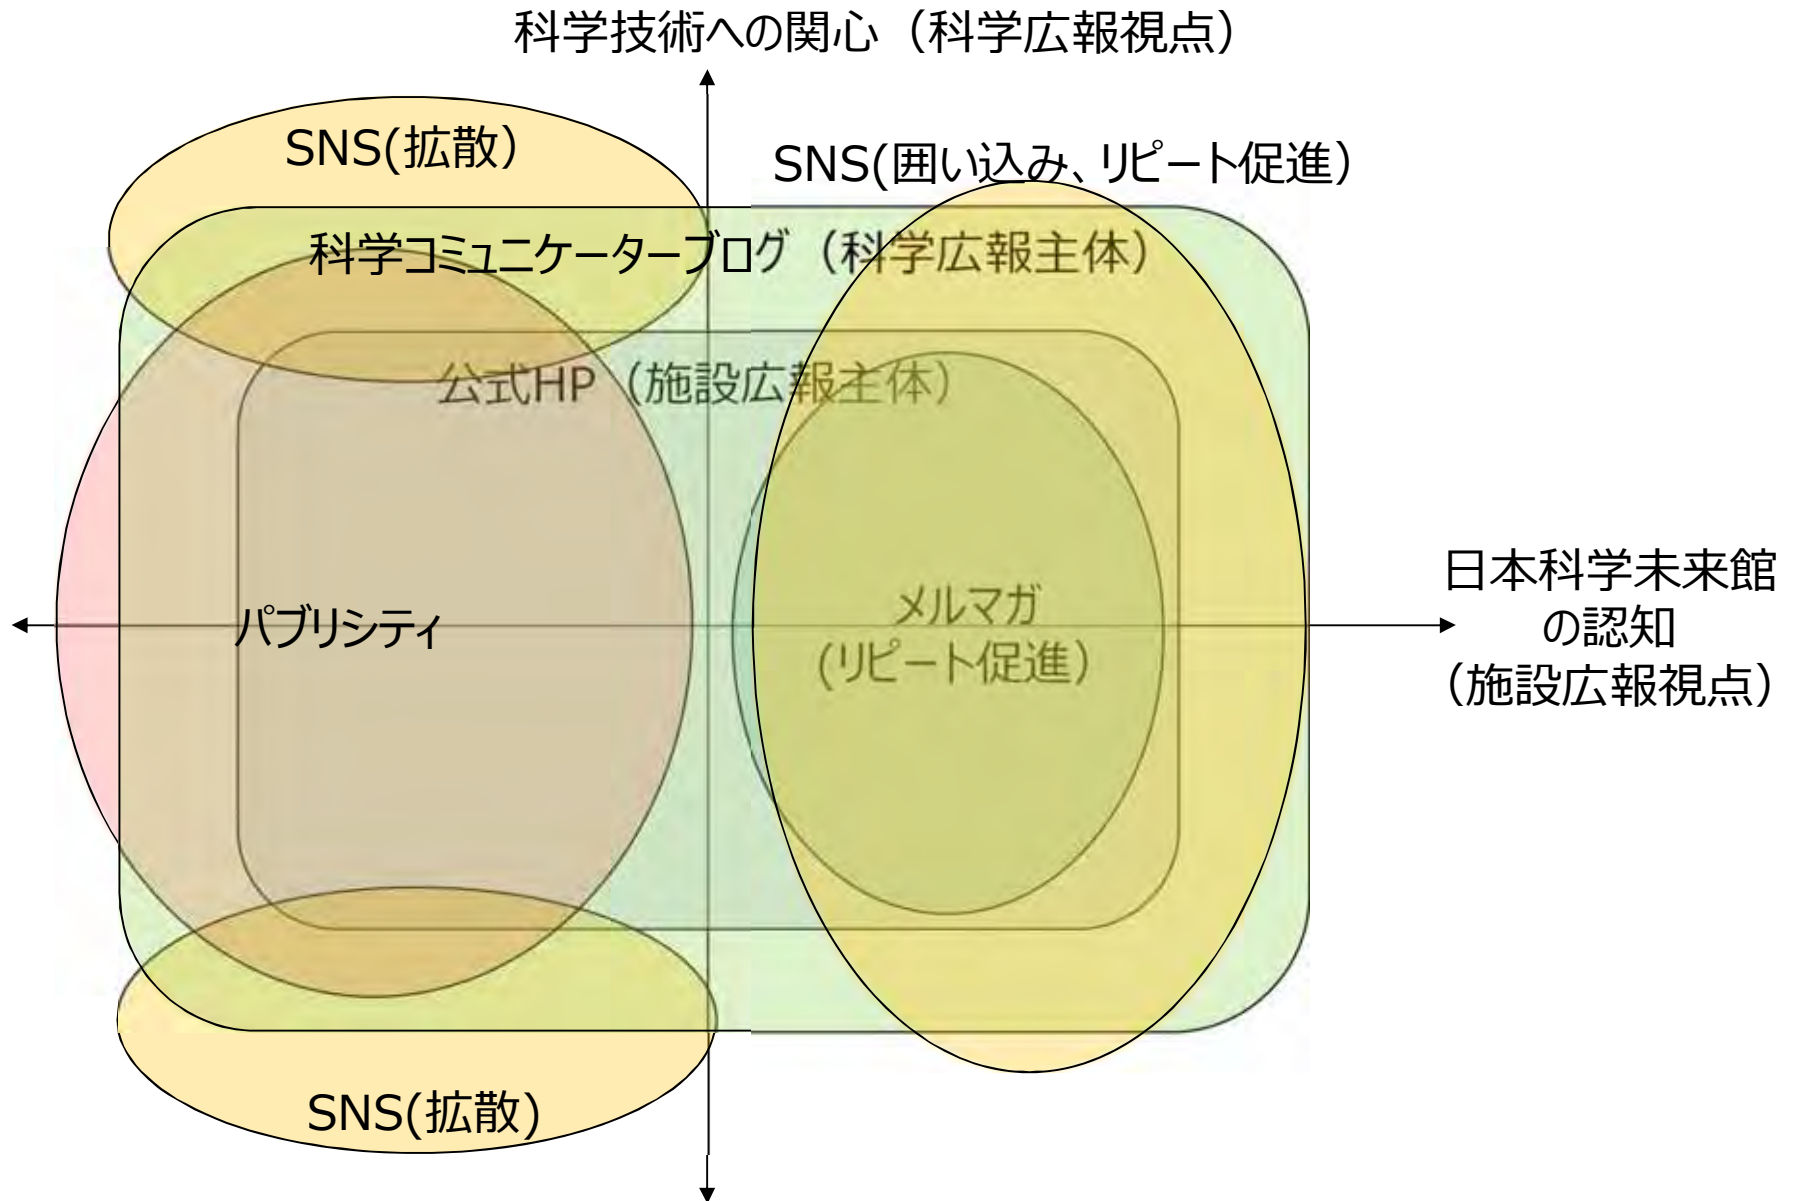 科学技術への関心（科学広報視点）
SNS(拡散）
SNS(囲い込み、リピート促進）
科学コミュニケーターブログ（科学広報主体）
公式HP（施設広報主体）
パブリシティ
メルマガ
(リピート促進）
日本科学未来館
の認知
（施設広報視点）
SNS(拡散)